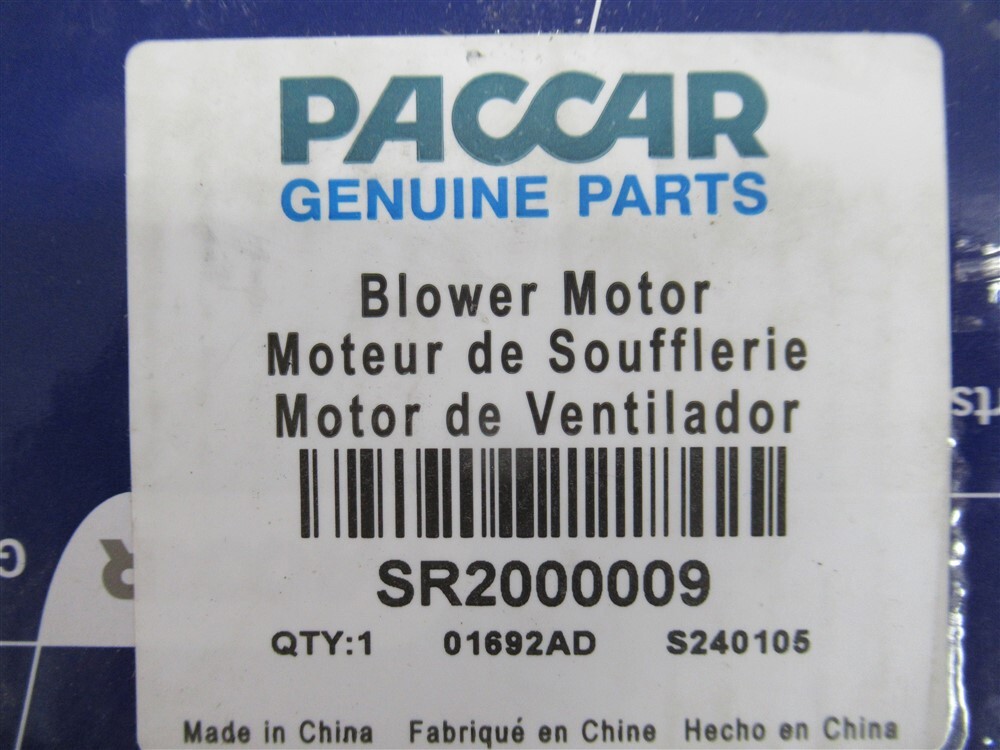 PACCAR
GENUINE PARTS
Blower Motor
Moteur de Soufflerie
Motor de Ventilador
SR2000009
QTY:1 01692AD S240105
Made in China Fabriqué en Chine Hecho en China